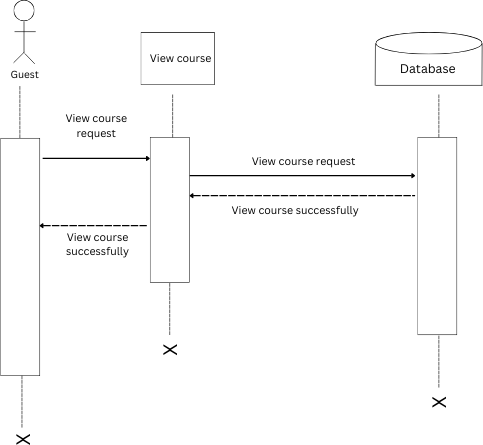 Guest
View course
Database
View course
request
View course request
View course successfully
View course
successfully
X
X
X